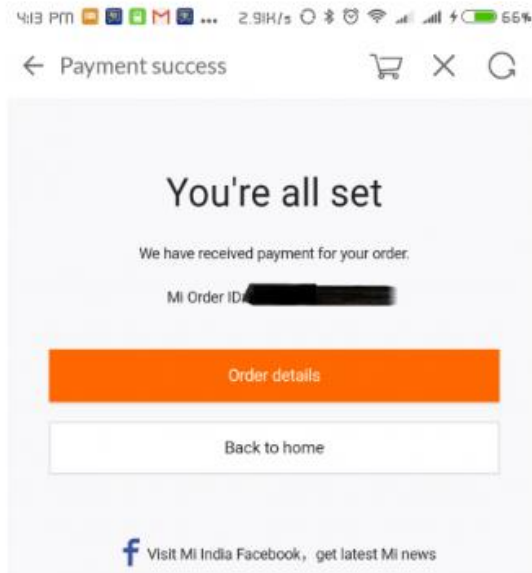 4:13 PM ... 2.91K/s 66%
Payment success
You're all set
We have received payment for your order.
Mi Order ID
Order details
Back to home
Visit Mi India Facebook, get latest Mi news